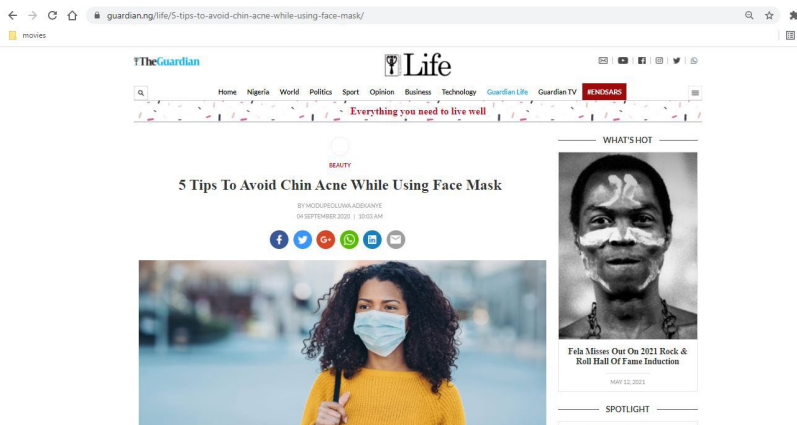 guardian.ng/life/5-tips-to-avoid-chin-acne-while-using-face-mask/
movies
TheGuardian
Life
Home Nigeria World Politics Sport Opinion Business Technology Guardian Life Guardian TV #ENDSARS
Everything you need to live well
BEAUTY
5 Tips To Avoid Chin Acne While Using Face Mask
BY MODUPEOLUWA ADEKANYE
04 SEPTEMBER 2020 | 10:03 AM
WHAT'S HOT
Fela Misses Out On 2021 Rock &
Roll Hall Of Fame Induction
MAY 12, 2021
SPOTLIGHT